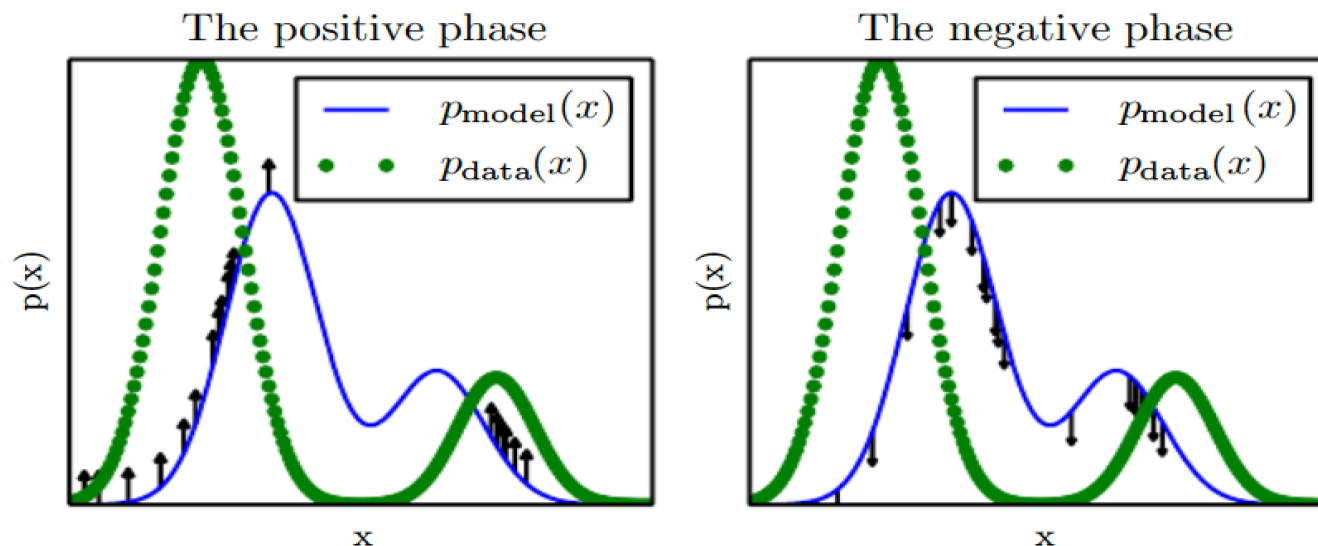 The positive phase
p_model(x)
p_data(x)
p(x)
x
The negative phase
p_model(x)
p_data(x)
p(x)
x